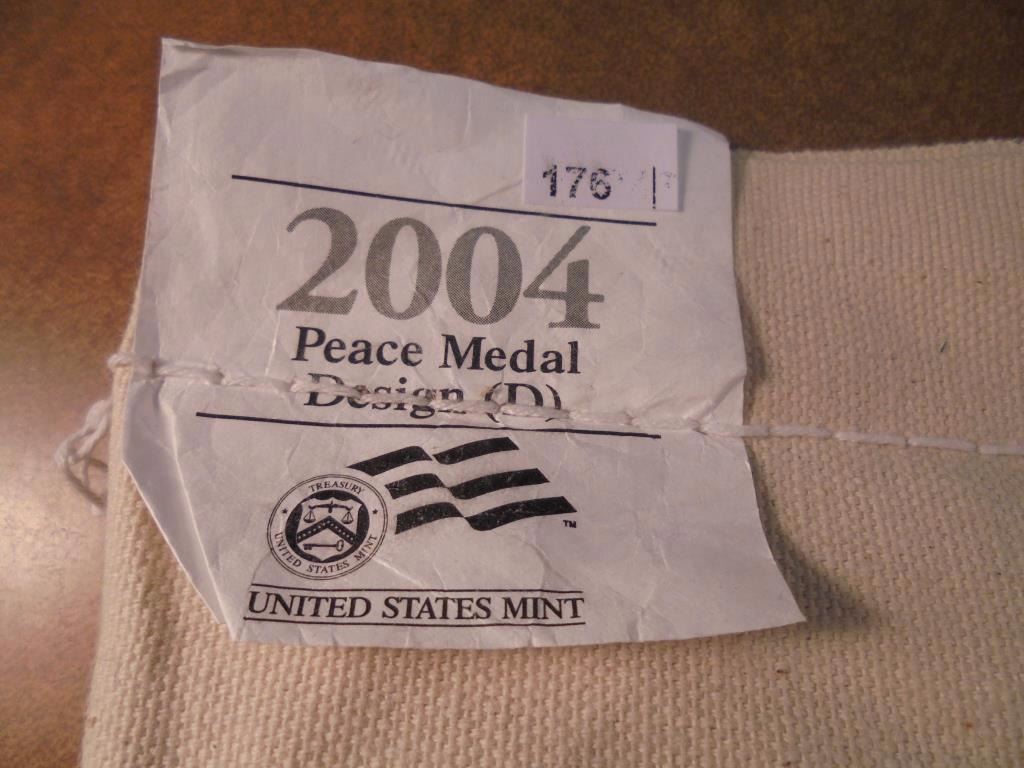 176
2004
Peace Medal
Design (D)
TREASURY
UNITED STATES MINT
TM
UNITED STATES MINT